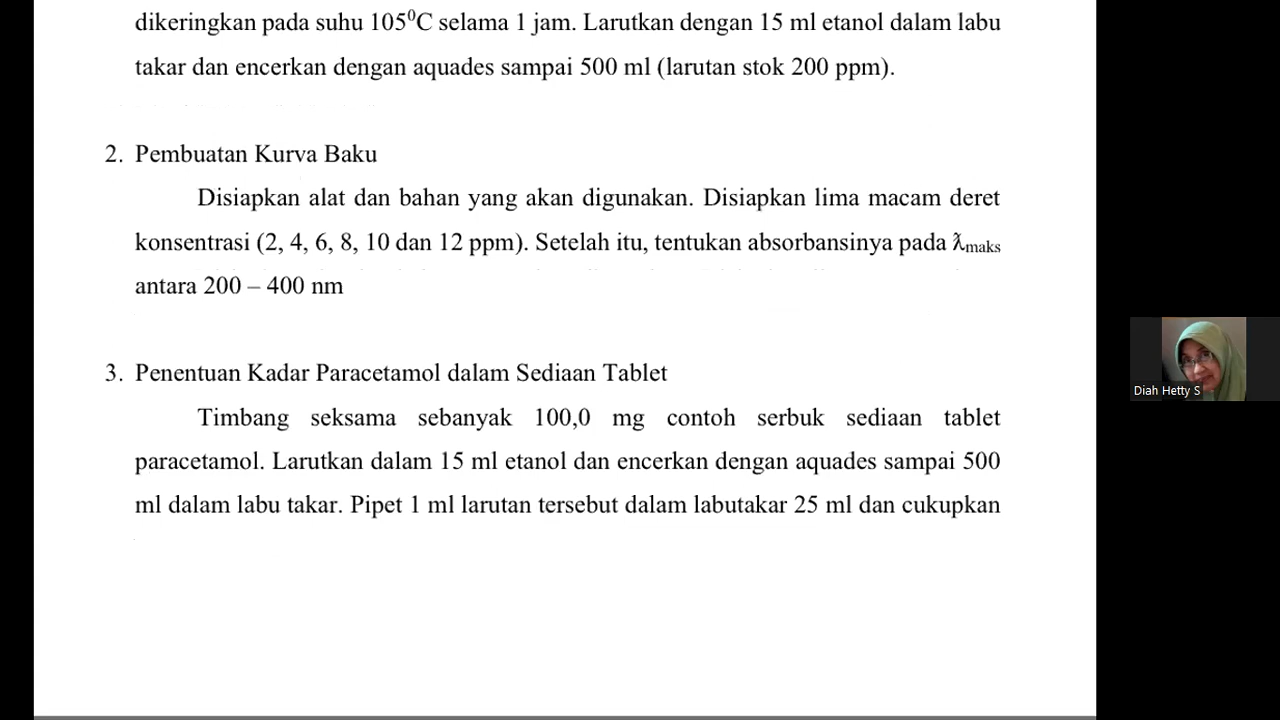 dikeringkan pada suhu 105⁰C selama 1 jam. Larutkan dengan 15 ml etanol dalam labu
takar dan encerkan dengan aquades sampai 500 ml (larutan stok 200 ppm).
2. Pembuatan Kurva Baku
Disiapkan alat dan bahan yang akan digunakan. Disiapkan lima macam deret
konsentrasi (2, 4, 6, 8, 10 dan 12 ppm). Setelah itu, tentukan absorbansinya pada ƛmaks
antara 200 – 400 nm
3. Penentuan Kadar Paracetamol dalam Sediaan Tablet
Timbang seksama sebanyak 100,0 mg contoh serbuk sediaan tablet
paracetamol. Larutkan dalam 15 ml etanol dan encerkan dengan aquades sampai 500
ml dalam labu takar. Pipet 1 ml larutan tersebut dalam labutakar 25 ml dan cukupkan
Diah Hetty S